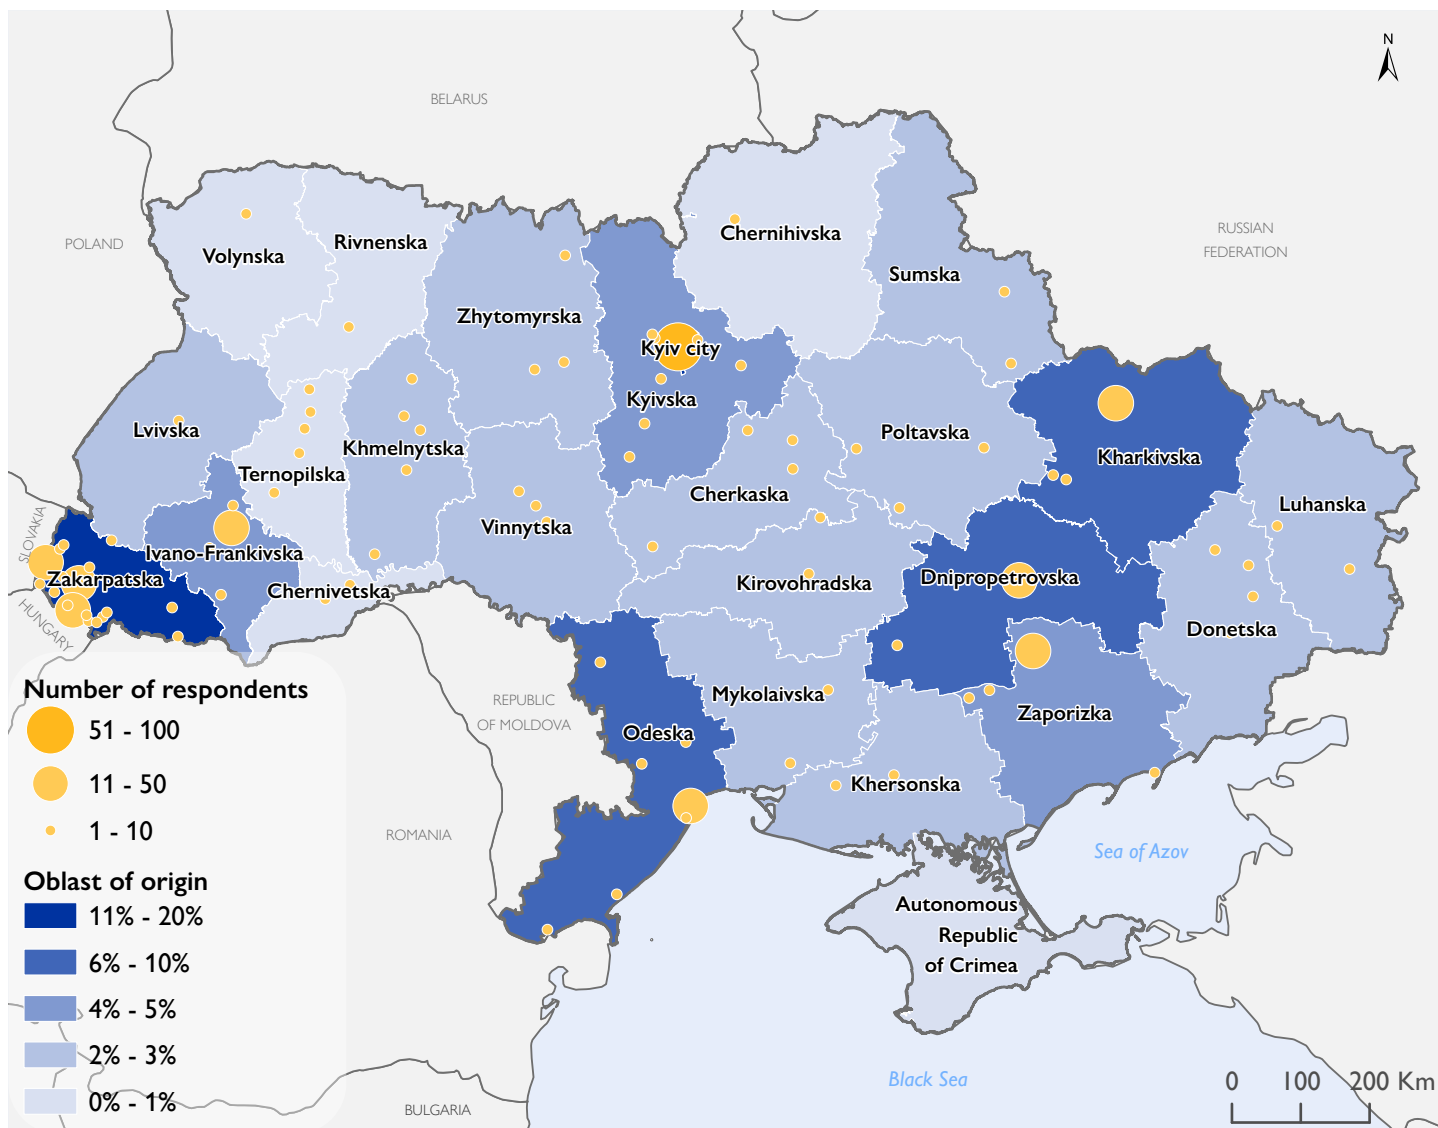 N
BELARUS
POLAND
RUSSIAN
FEDERATION
Volynska
Rivnenska
Chernihivska
Sumska
Zhytomyrska
Kyiv city
Kyivska
Lvivska
Ternopilska
Khmelnytska
Poltavska
Kharkivska
Cherkaska
Luhanska
Vinnytska
SLOVAKIA
Ivano-Frankivska
Zakarpatska
Chernivetska
Kirovohradska
Dnipropetrovska
HUNGARY
Donetska
Mykolaivska
Zaporizka
REPUBLIC
OF MOLDOVA
Odeska
Khersonska
ROMANIA
Sea of Azov
Autonomous
Republic
of Crimea
Black Sea
BULGARIA
Number of respondents
51 - 100
11 - 50
1 - 10
Oblast of origin
11% - 20%
6% - 10%
4% - 5%
2% - 3%
0% - 1%
0 100 200 Km